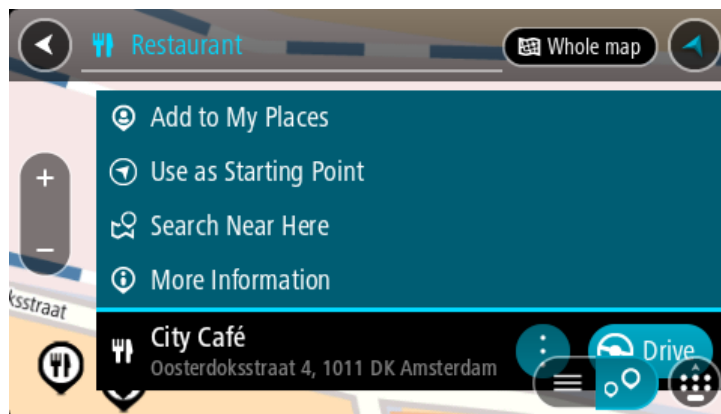 Restaurant
Whole map
Add to My Places
Use as Starting Point
Search Near Here
More Information
City Café
Oosterdoksstraat 4, 1011 DK Amsterdam
Drive
ksstraat